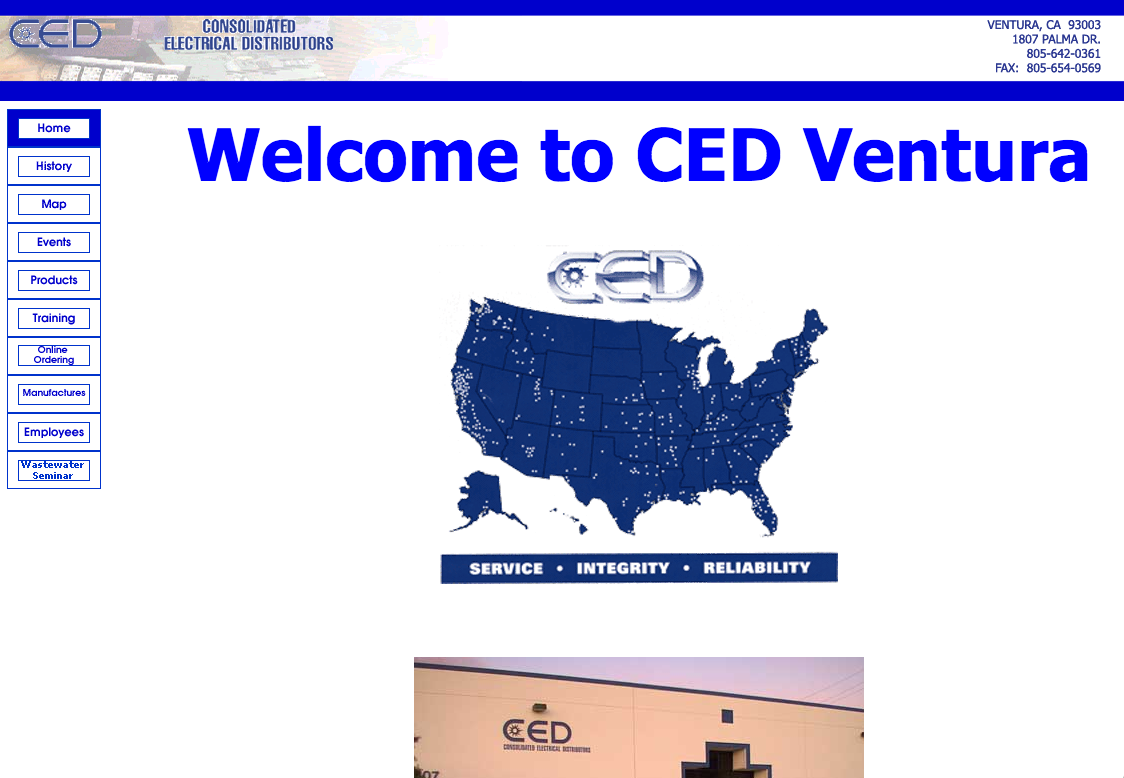 CED
CONSOLIDATED
ELECTRICAL DISTRIBUTORS
VENTURA, CA 93003
1807 PALMA DR.
805-642-0361
FAX: 805-654-0569
Home
History
Map
Events
Products
Training
Online
Ordering
Manufactures
Employees
Wastewater
Seminar
Welcome to CED Ventura
CED
SERVICE • INTEGRITY • RELIABILITY
CED
CONSOLIDATED ELECTRICAL DISTRIBUTORS